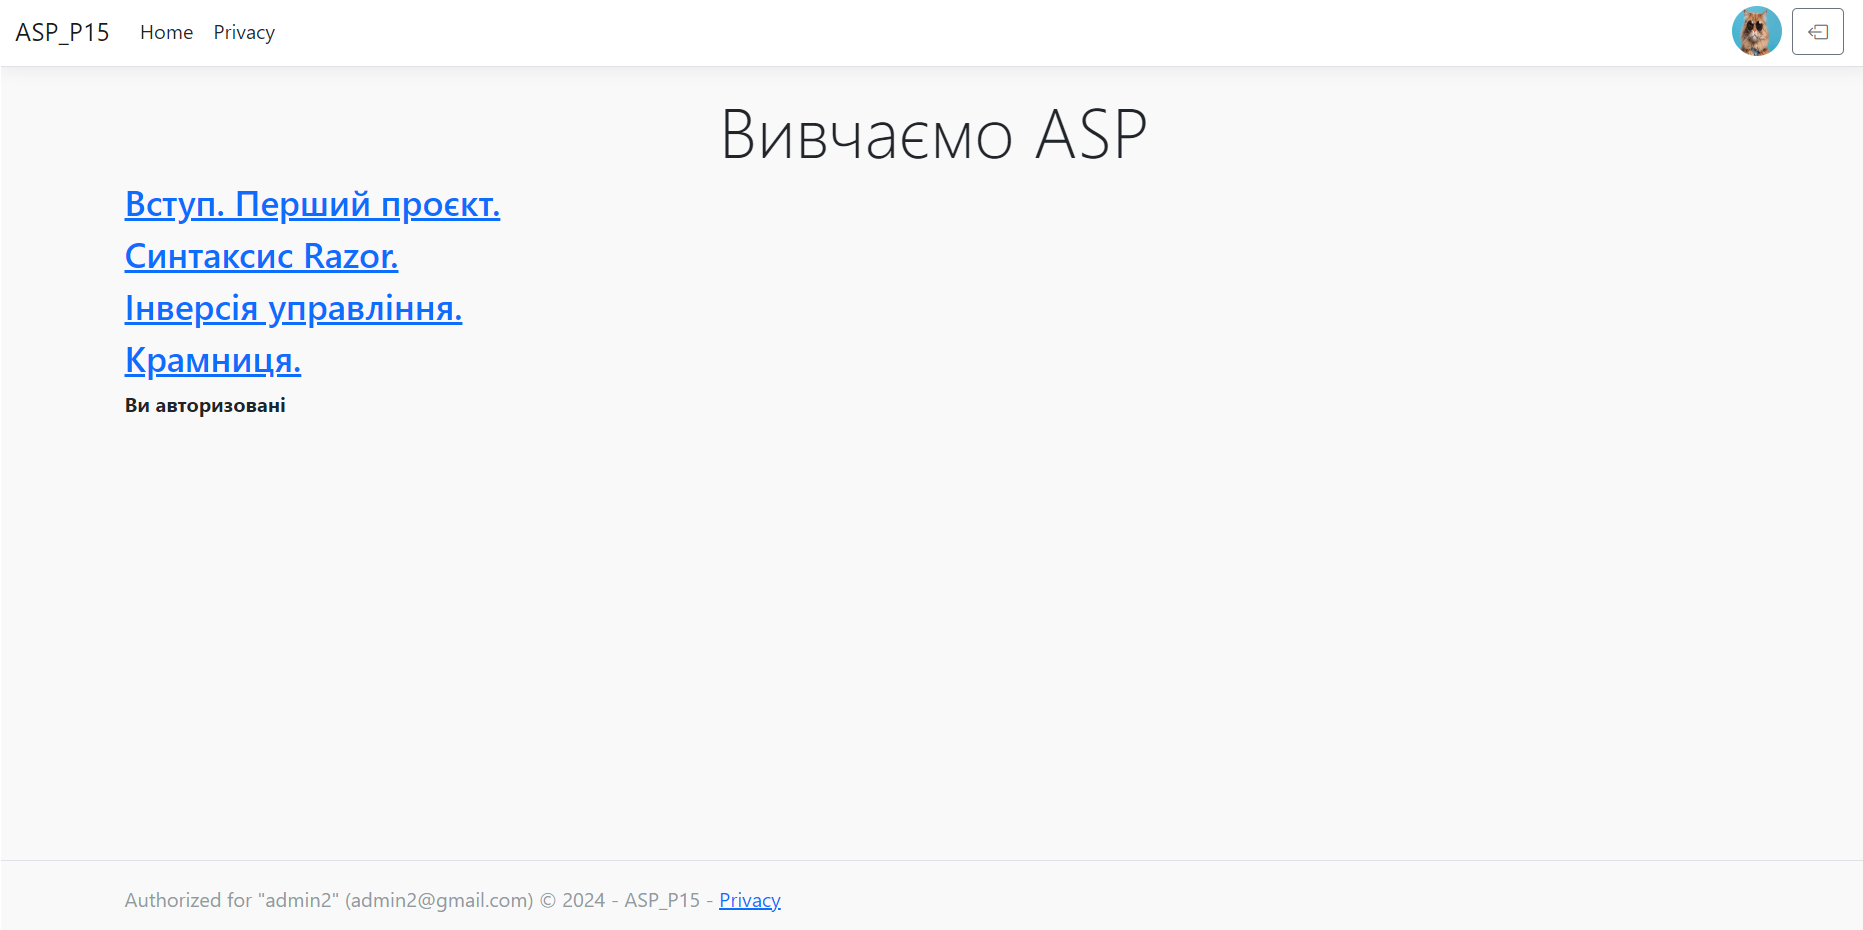 ASP_P15 Home Privacy
Вивчаємо ASP
Вступ. Перший проєкт.
Синтаксис Razor.
Інверсія управління.
Крамниця.
Ви авторизовані
Authorized for "admin2" (admin2@gmail.com) © 2024 - ASP_P15 - Privacy